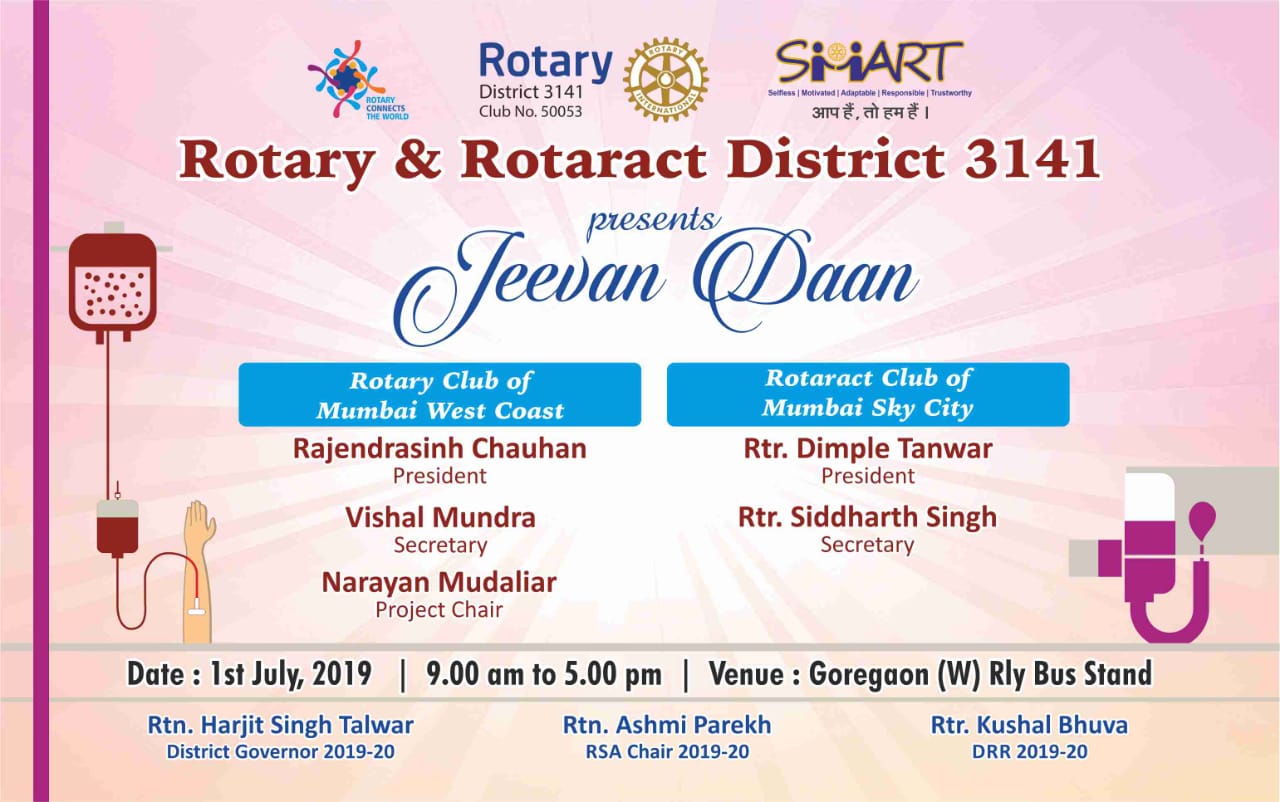 ROTARY
CONNECTS
THE WORLD
Rotary
District 3141
Club No. 50053
ROTARY
INTERNATIONAL
SMART
Selfless | Motivated | Adaptable | Responsible | Trustworthy
आप हैं, तो हम हैं ।
Rotary & Rotaract District 3141
presents
Jeevan Daan
Rotary Club of
Mumbai West Coast
Rajendrasinh Chauhan
President
Vishal Mundra
Secretary
Narayan Mudaliar
Project Chair
Rotaract Club of
Mumbai Sky City
Rtr. Dimple Tanwar
President
Rtr. Siddharth Singh
Secretary
Date : 1st July, 2019 | 9.00 am to 5.00 pm | Venue : Goregaon (W) Rly Bus Stand
Rtn. Harjit Singh Talwar
District Governor 2019-20
Rtn. Ashmi Parekh
RSA Chair 2019-20
Rtr. Kushal Bhuva
DRR 2019-20